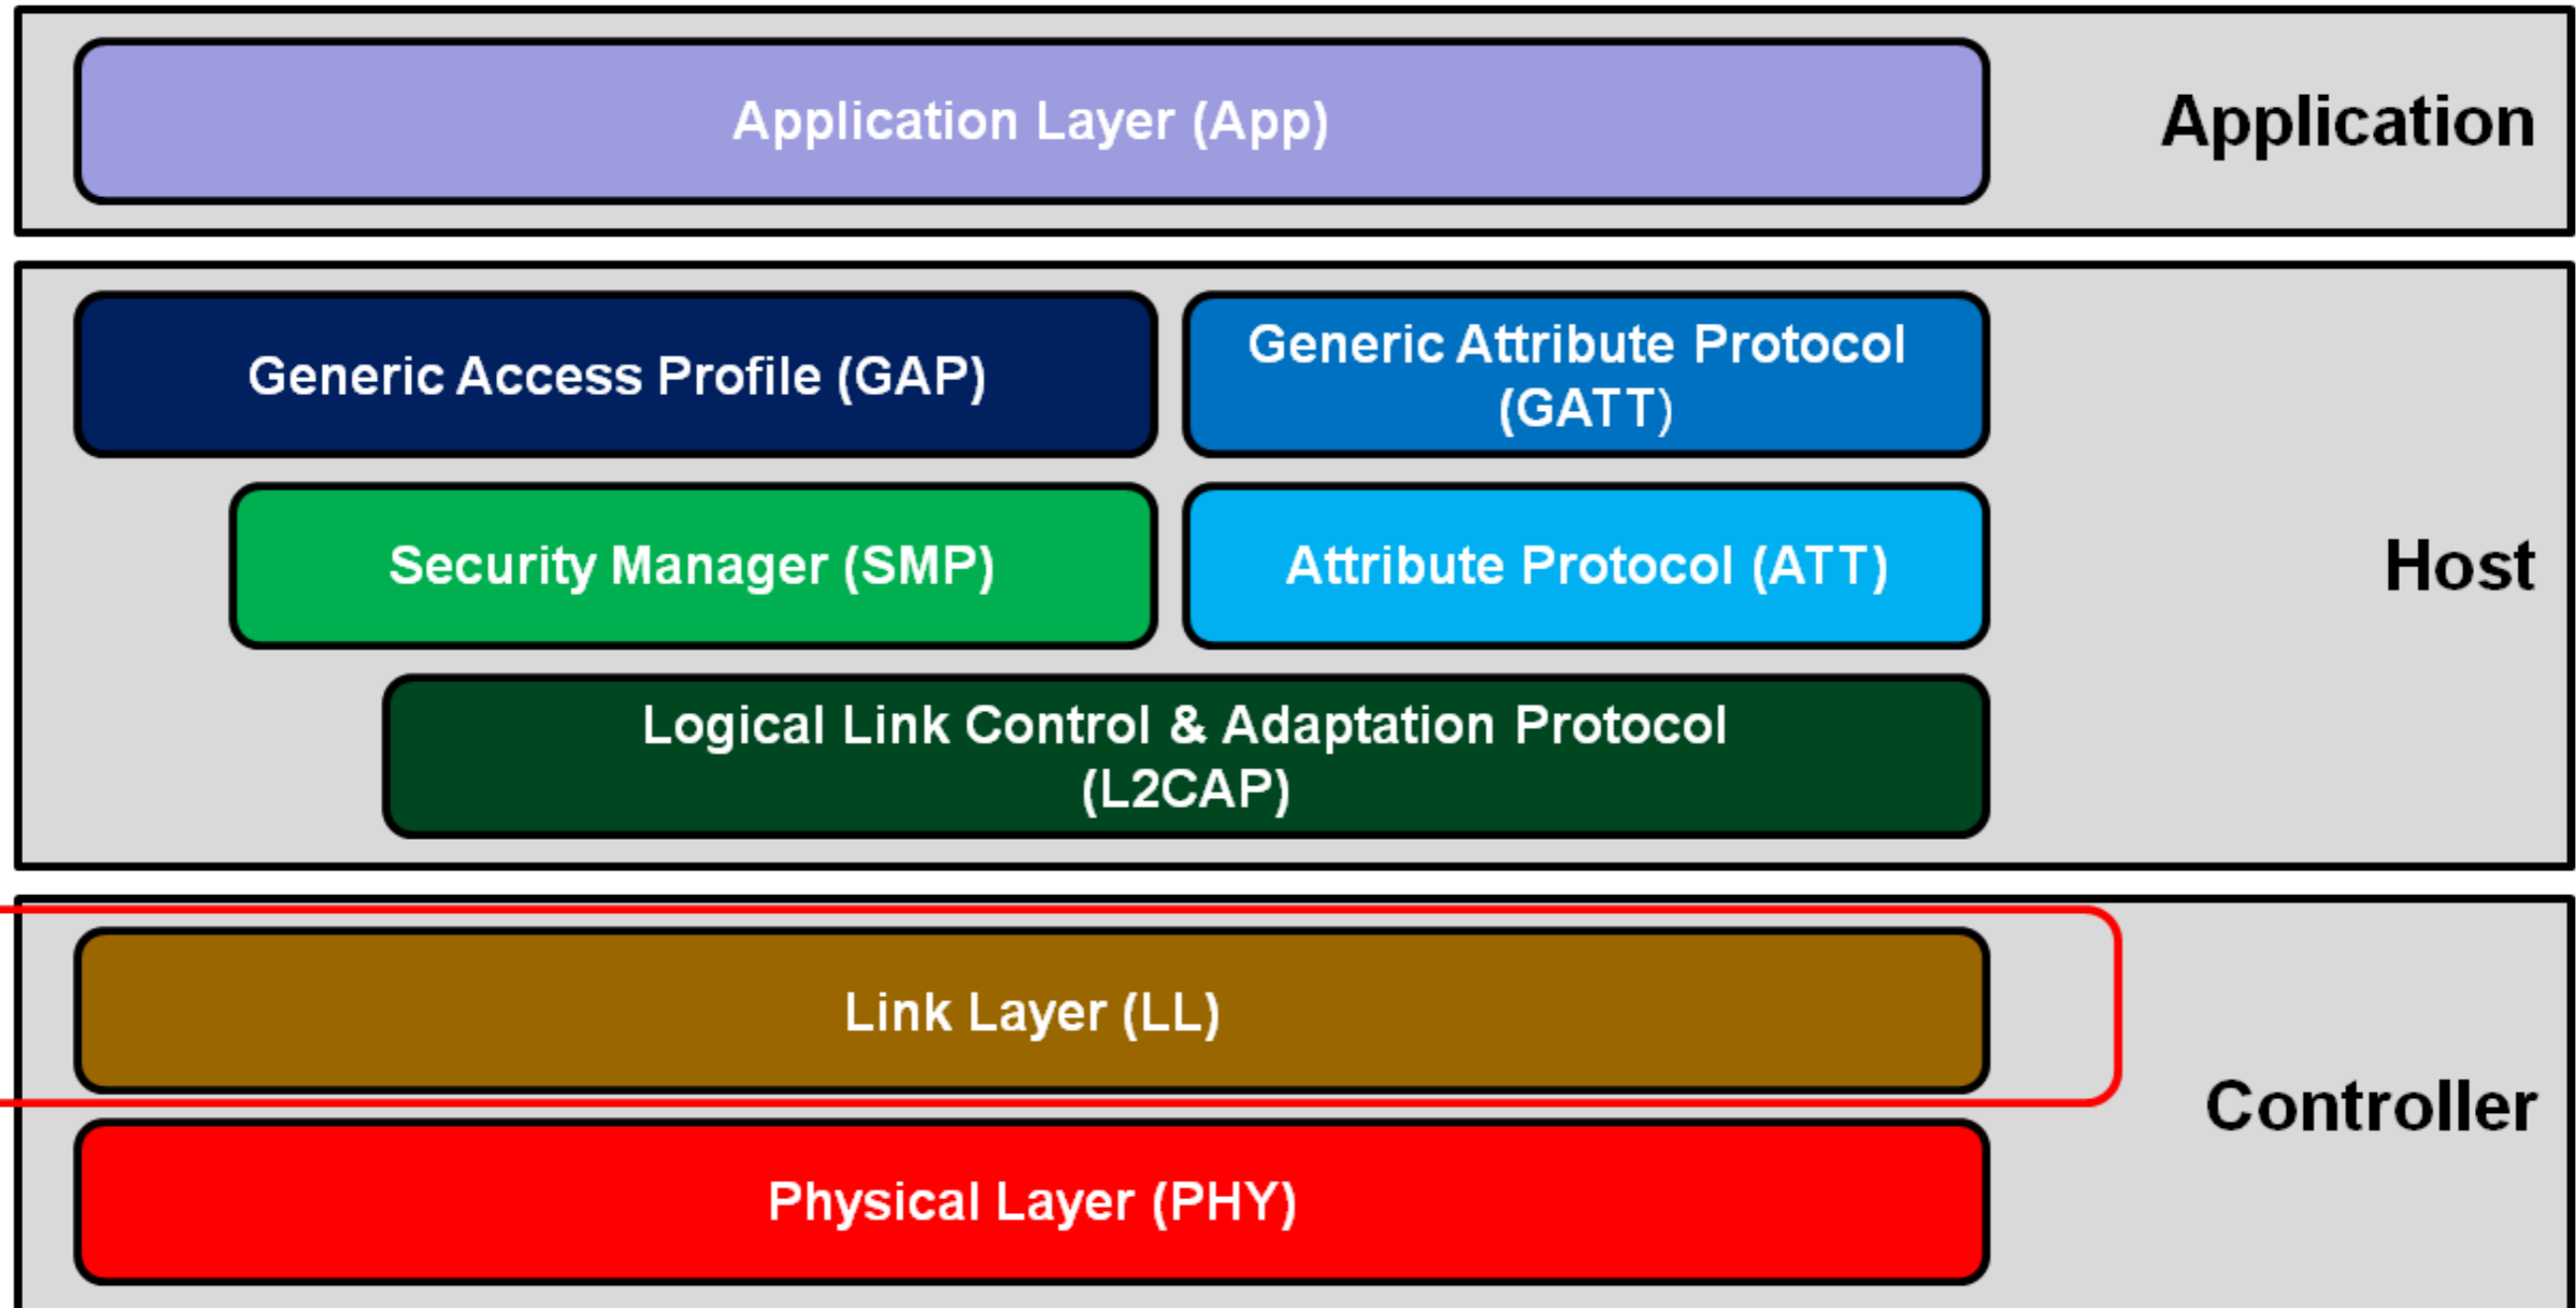 Application Layer (App)
Application
Generic Access Profile (GAP)
Generic Attribute Protocol
(GATT)
Security Manager (SMP)
Attribute Protocol (ATT)
Host
Logical Link Control & Adaptation Protocol
(L2CAP)
Link Layer (LL)
Controller
Physical Layer (PHY)